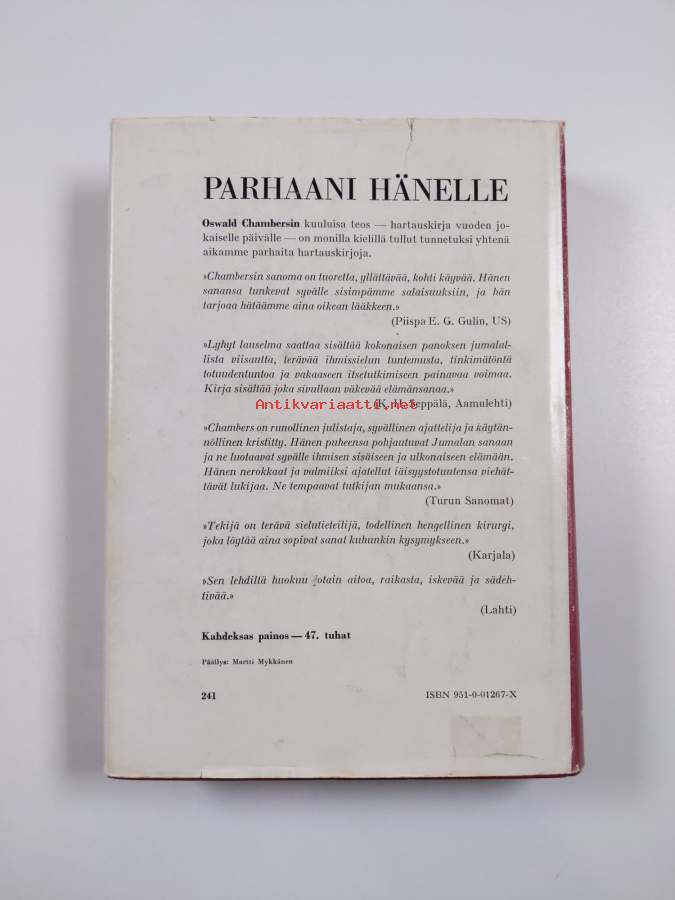 PARHAANI HÄNELLE
Oswald Chambersin kuuluisa teos — hartauskirja vuoden jo-
kaiselle päivälle — on monilla kielillä tullut tunnetuksi yhtenä
aikamme parhaita hartauskirjoja.
»Chambersin sanoma on tuoretta, yllättävää, kohti käyvää. Hänen
sanansa tunkevat syvälle sisimpämme salaisuuksiin, ja hän
tarjoaa hätäämme aina oikean lääkkeen.»
(Piispa E. G. Gulin, US)
»Lyhyt lauselma saattaa sisältää kokonaisen panoksen jumalal-
lista viisautta, terävää ihmissielun tuntemusta, tinkimätöntä
totuudentuntoa ja vakaaseen itsetutkimiseen painavaa voimaa.
Kirja sisältää joka sivullaan väkevää elämänsanaa.»
Antikvariaatti.net
(K. H. Seppälä, Aamulehti)
»Chambers on runollinen julistaja, syvällinen ajattelija ja käytän-
nöllinen kristitty. Hänen puheensa pohjautuvat Jumalan sanaan
ja ne luotaavat syvälle ihmisen sisäiseen ja ulkonaiseen elämään.
Hänen nerokkaat ja valmiiksi ajatellut iäisyystotuutensa viehät-
tävät lukijaa. Ne tempaavat tutkijan mukaansa.»
(Turun Sanomat)
»Tekijä on terävä sielutieteilijä, todellinen hengellinen kirurgi,
joka löytää aina sopivat sanat kuhunkin kysymykseen.»
(Karjala)
»Sen lehdiltä huokuu jotain aitoa, raikasta, iskevää ja sädeh-
tivää.»
(Lahti)
Kahdeksas painos — 47. tuhat
Päällys: Martti Mykkänen
241
ISBN 951-0-01267-X